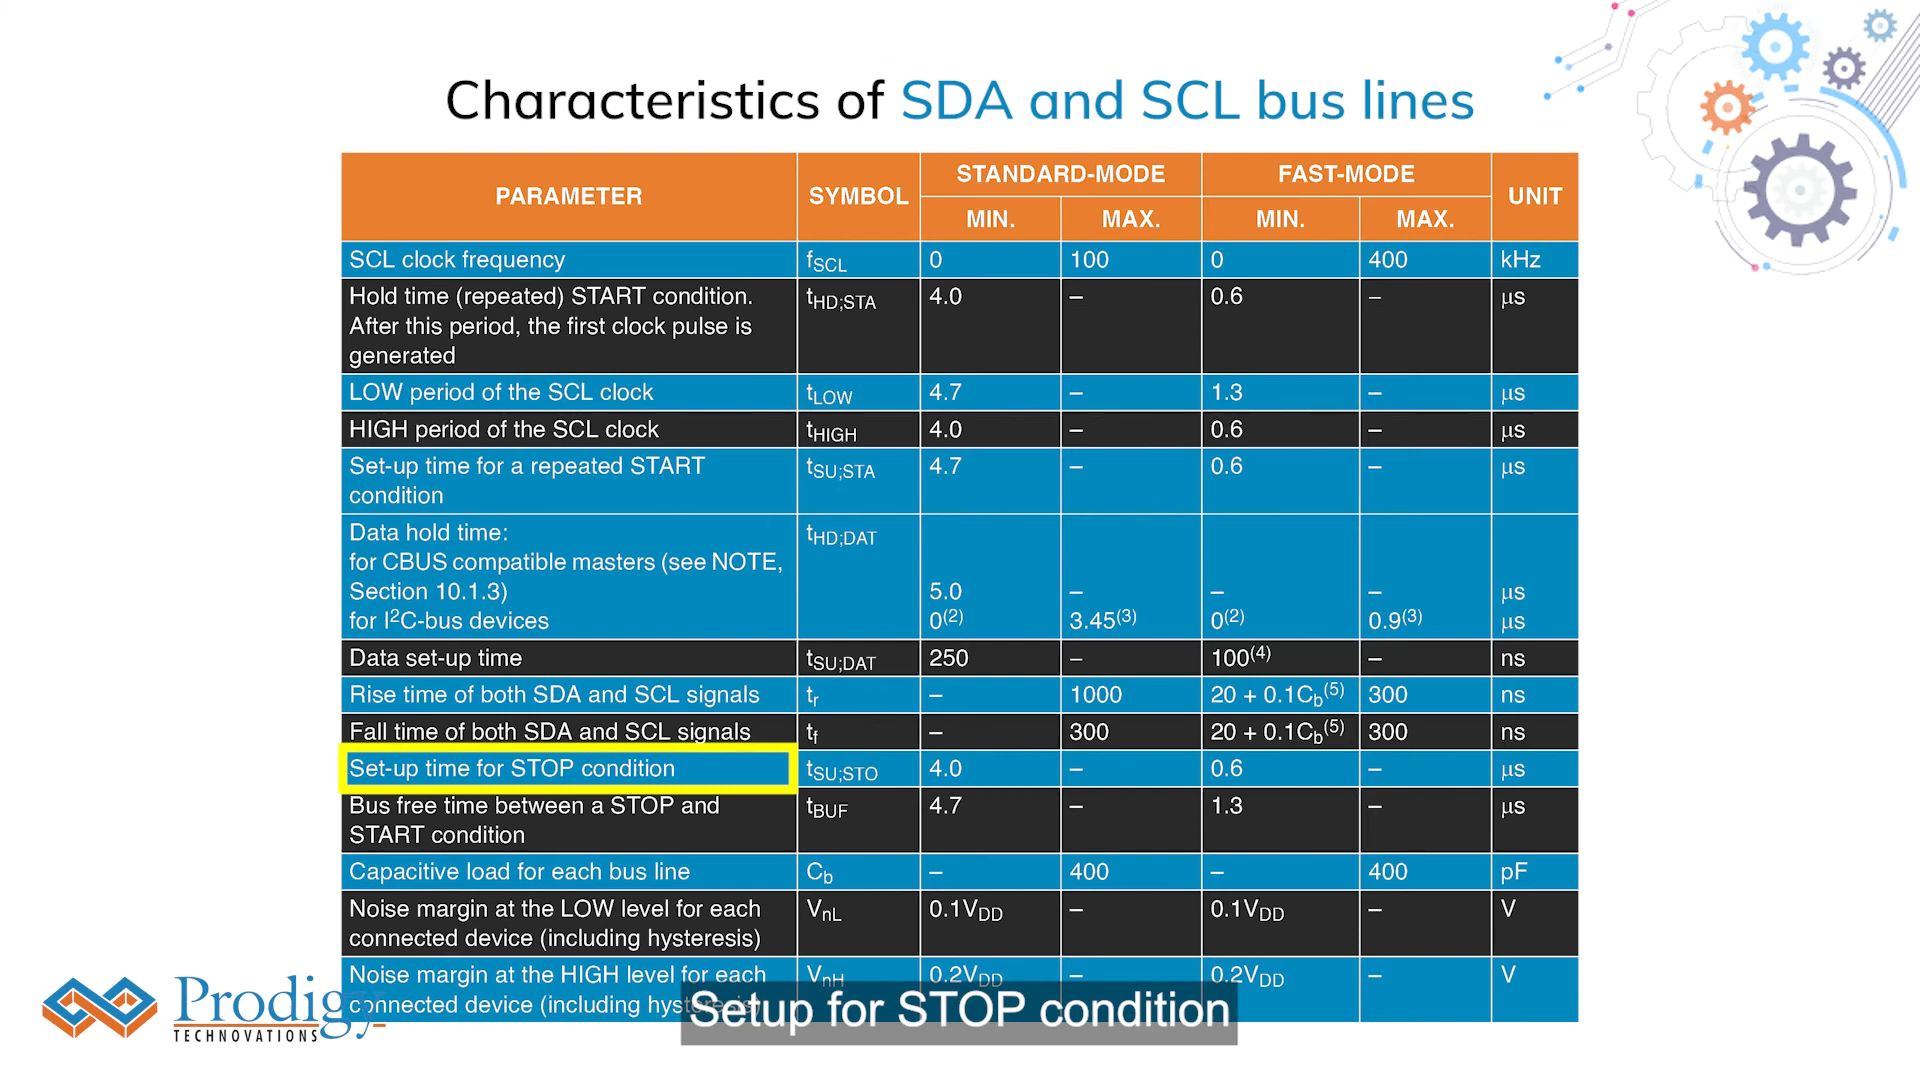 Characteristics of SDA and SCL bus lines
PARAMETER SYMBOL STANDARD-MODE FAST-MODE UNIT
MIN. MAX. MIN. MAX.
SCL clock frequency fSCL 0 100 0 400 kHz
Hold time (repeated) START condition. tHD;STA 4.0 – 0.6 – μs
After this period, the first clock pulse is
generated
LOW period of the SCL clock tLOW 4.7 – 1.3 – μs
HIGH period of the SCL clock tHIGH 4.0 – 0.6 – μs
Set-up time for a repeated START tSU;STA 4.7 – 0.6 – μs
condition
Data hold time: tHD;DAT
for CBUS compatible masters (see NOTE,
Section 10.1.3) 5.0 – – – μs
for I²C-bus devices 0(2) 3.45(3) 0(2) 0.9(3) μs
Data set-up time tSU;DAT 250 – 100(4) – ns
Rise time of both SDA and SCL signals tr – 1000 20 + 0.1Cb(5) 300 ns
Fall time of both SDA and SCL signals tf – 300 20 + 0.1Cb(5) 300 ns
Set-up time for STOP condition tSU;STO 4.0 – 0.6 – μs
Bus free time between a STOP and tBUF 4.7 – 1.3 – μs
START condition
Capacitive load for each bus line Cb – 400 – 400 pF
Noise margin at the LOW level for each VnL 0.1VDD – 0.1VDD – V
connected device (including hysteresis)
Noise margin at the HIGH level for each VnH 0.2VDD – 0.2VDD – V
connected device (including hysteresis)
Setup for STOP condition
Prodigy
TECHNOVATIONS